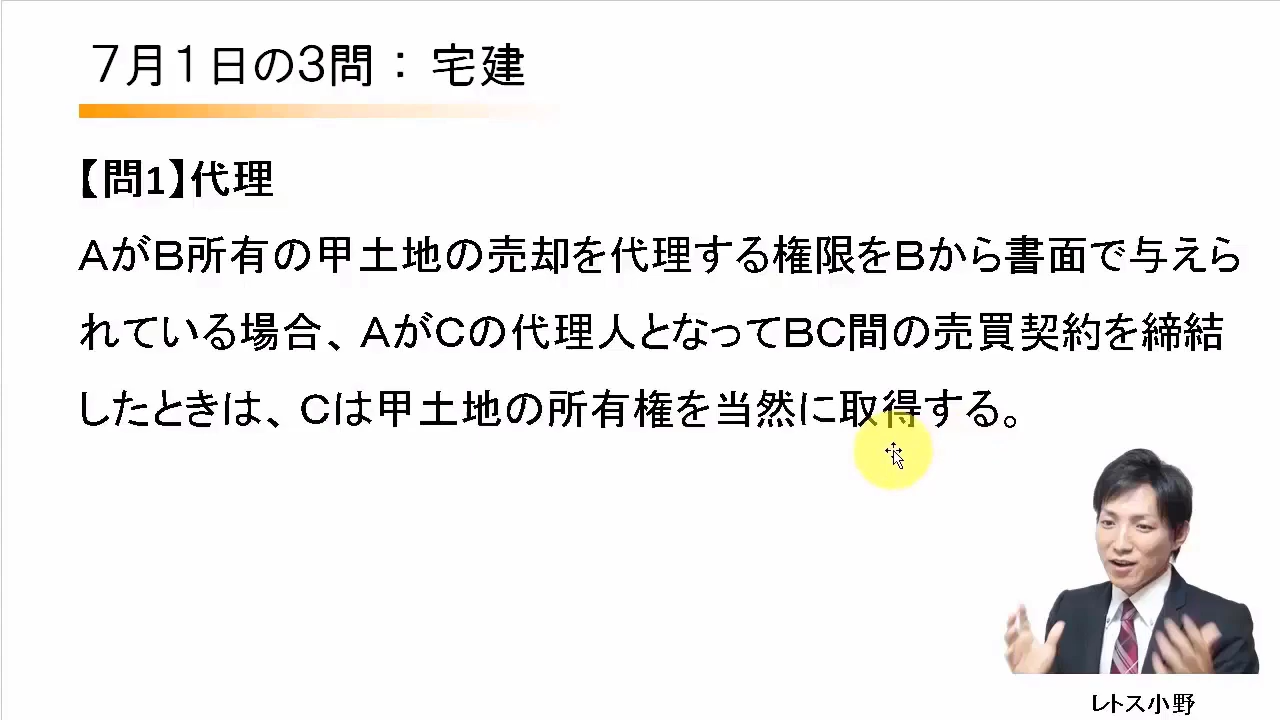 7月1日の3問：宅建
【問1】代理
AがB所有の甲土地の売却を代理する権限をBから書面で与えら
れている場合、AがCの代理人となってBC間の売買契約を締結
したときは、Cは甲土地の所有権を当然に取得する。
レトス小野